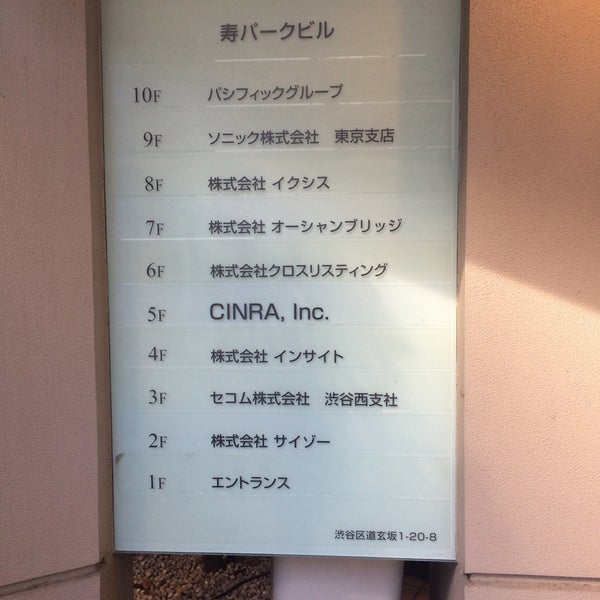 寿パークビル
10F パシフィックグループ
9F ソニック株式会社 東京支店
8F 株式会社 イクシス
7F 株式会社 オーシャンブリッジ
6F 株式会社クロスリスティング
5F CINRA, Inc.
4F 株式会社 インサイト
3F セコム株式会社 渋谷西支社
2F 株式会社 サイゾー
1F エントランス
渋谷区道玄坂1-20-8